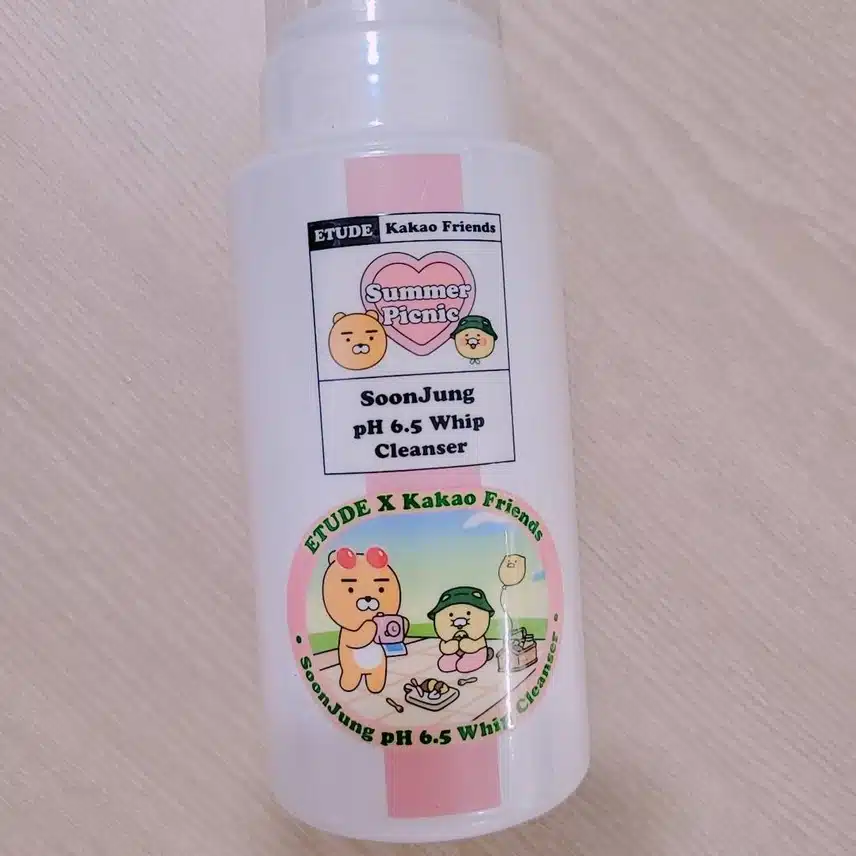 ETUDE Kakao Friends
Summer
Picnic
SoonJung
pH 6.5 Whip
Cleanser
ETUDE X Kakao Friends
• SoonJung pH 6.5 Whip Cleanser •